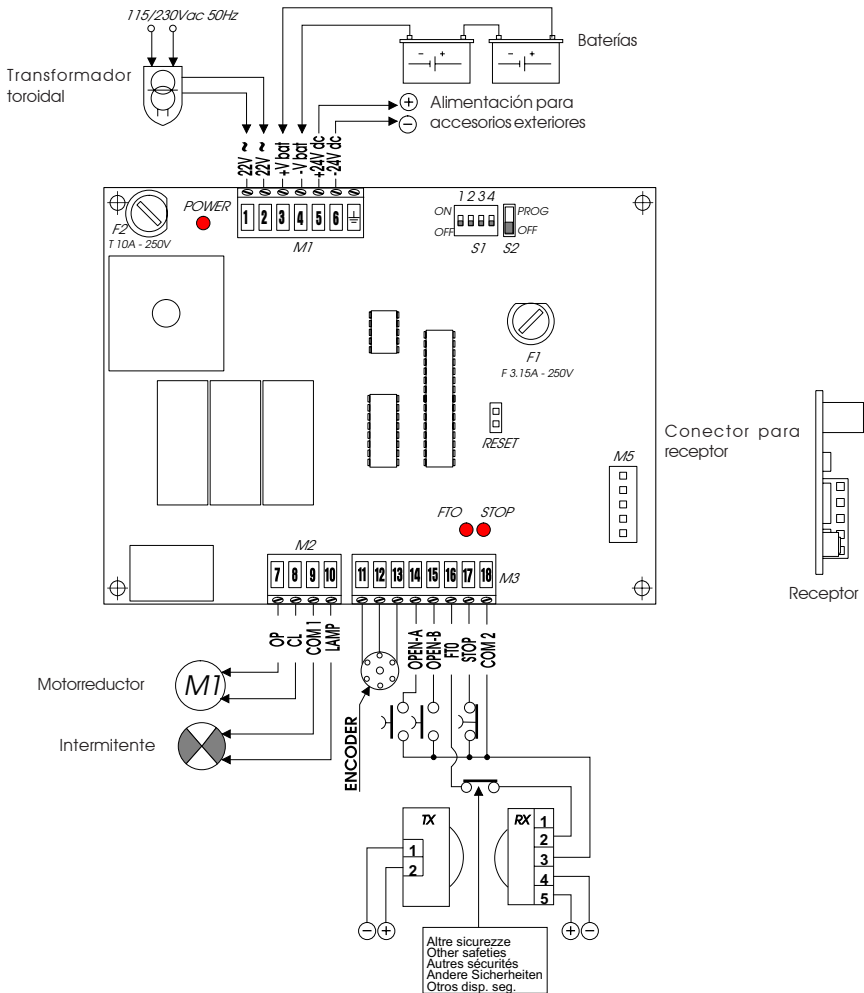 115/230Vac 50Hz
Transformador
toroidal
Baterías
- +
- +
+ Alimentación para
- accesorios exteriores
22V ~
22V ~
+V bat
-V bat
+24V dc
-24V dc
F2
T 10A - 250V
POWER
1 2 3 4 5 6
M1
1 2 3 4
ON
OFF
S1
PROG
OFF
S2
F1
F 3.15A - 250V
RESET
Conector para
receptor
M5
Receptor
FTO STOP
M2
7 8 9 10
11 12 13 14 15 16 17 18
M3
OP
CL
COM 1
LAMP
OPEN-A
OPEN-B
FTO
STOP
COM 2
Motorreductor
M1
Intermitente
ENCODER
TX
1
2
RX
1
2
3
4
5
- +
+ -
Altre sicurezze
Other safeties
Autres sécurités
Andere Sicherheiten
Otros disp. seg.